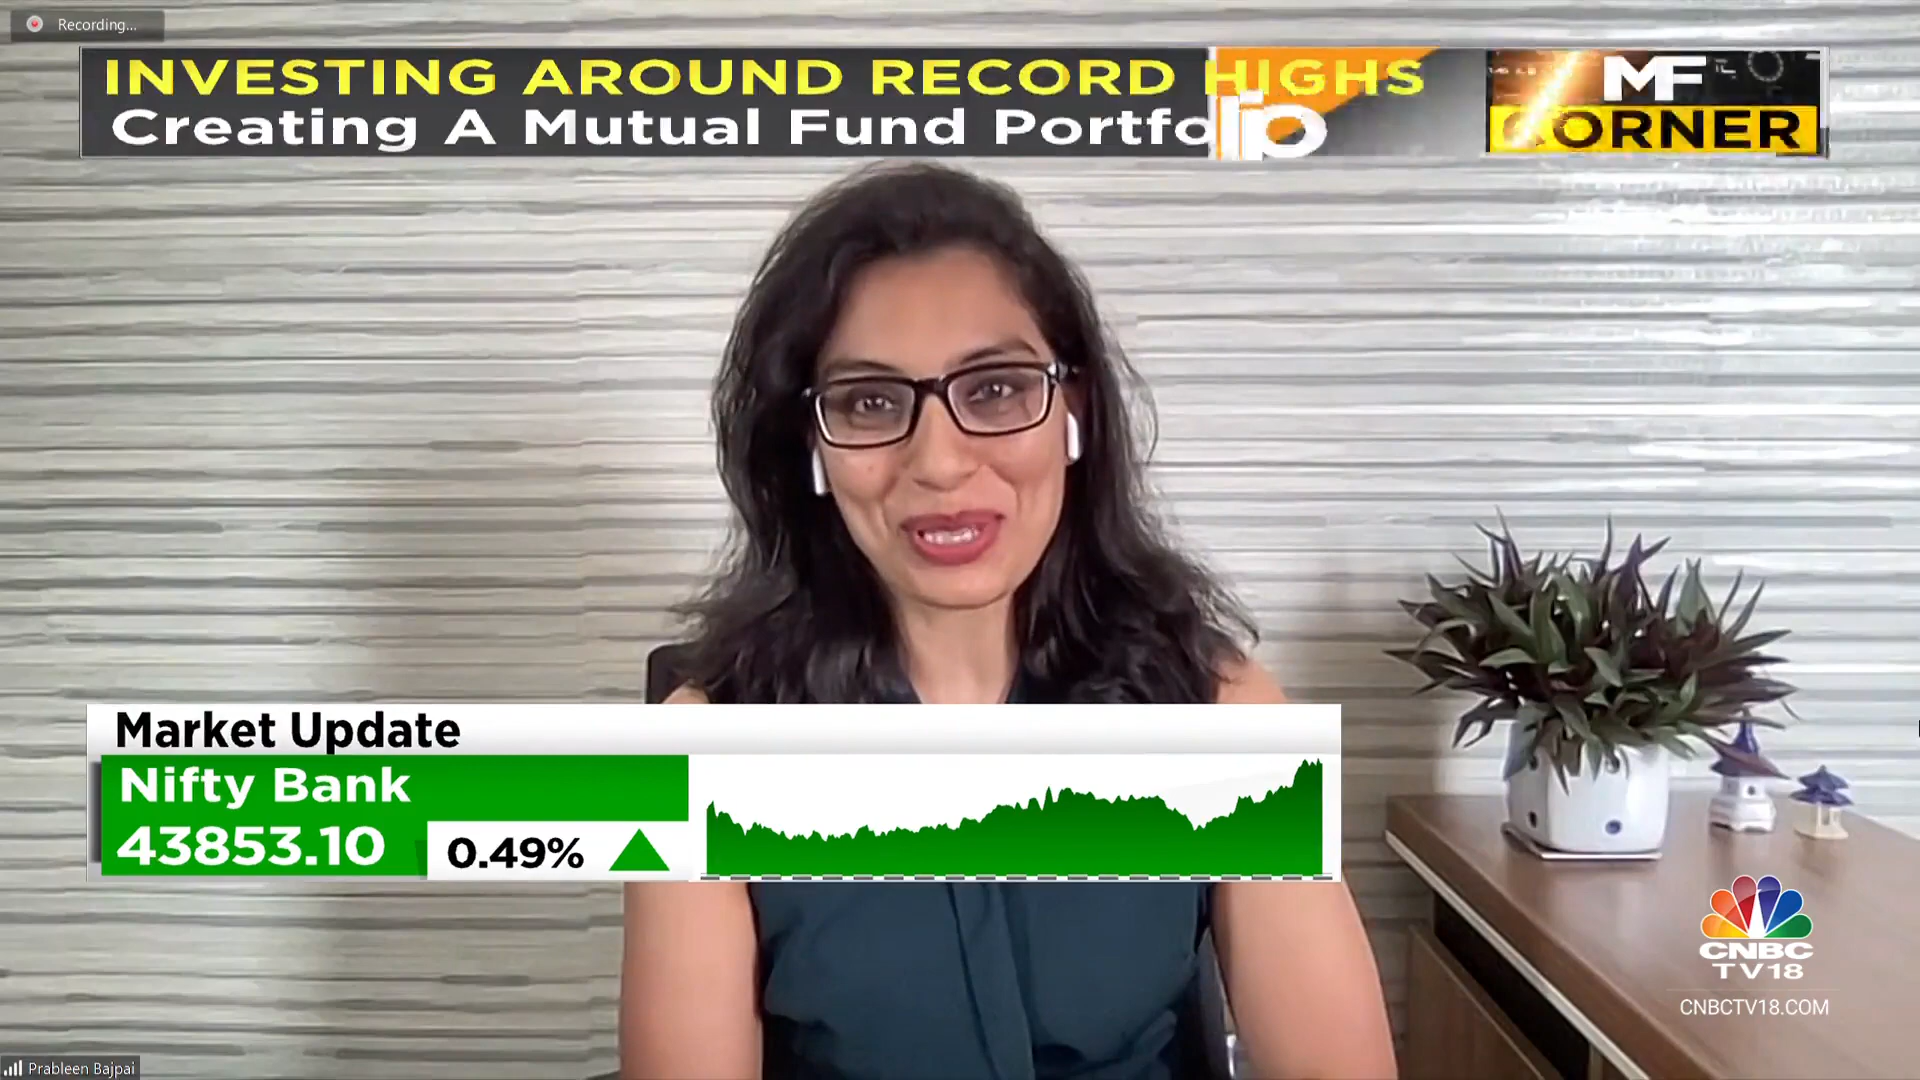 Recording...
INVESTING AROUND RECORD HIGHS
Creating A Mutual Fund Portfolio
MF
CORNER
Market Update
Nifty Bank
43853.10
0.49%
CNBC
TV18
CNBCTV18.COM
Prableen Bajpai